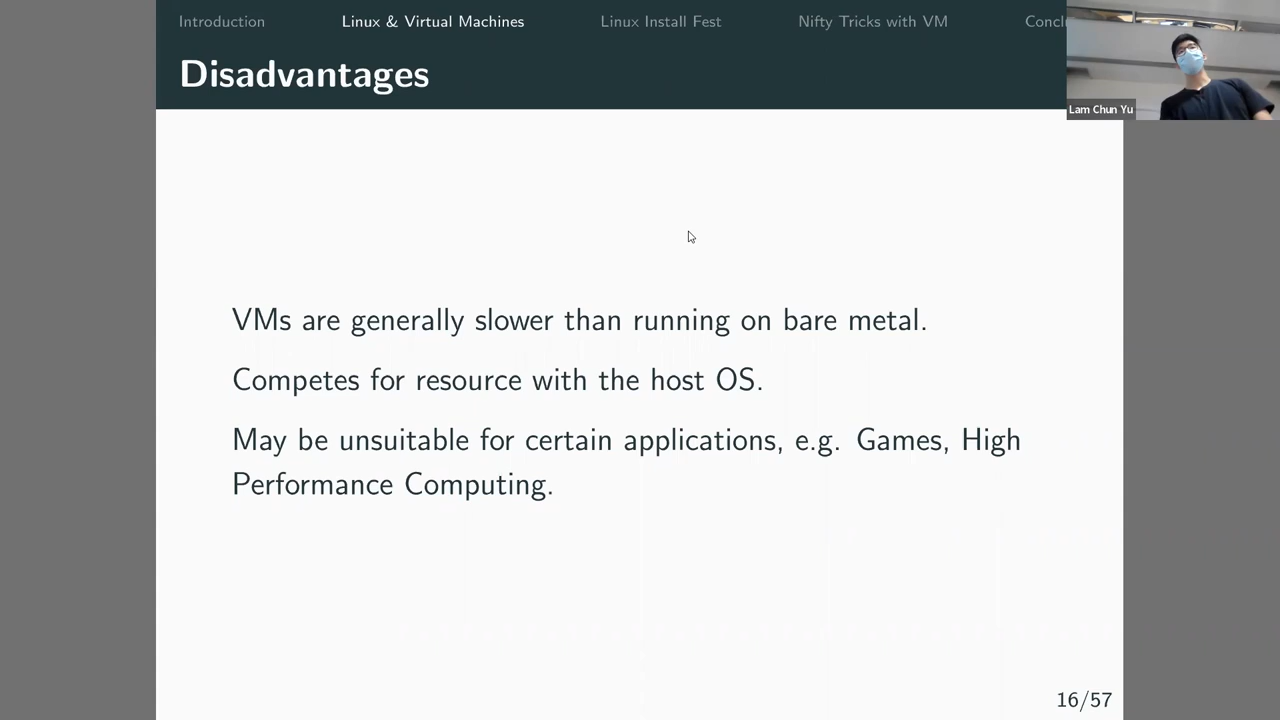 Introduction Linux & Virtual Machines Linux Install Fest Nifty Tricks with VM Conclu
Disadvantages
Lam Chun Yu
VMs are generally slower than running on bare metal.
Competes for resource with the host OS.
May be unsuitable for certain applications, e.g. Games, High
Performance Computing.
16/57